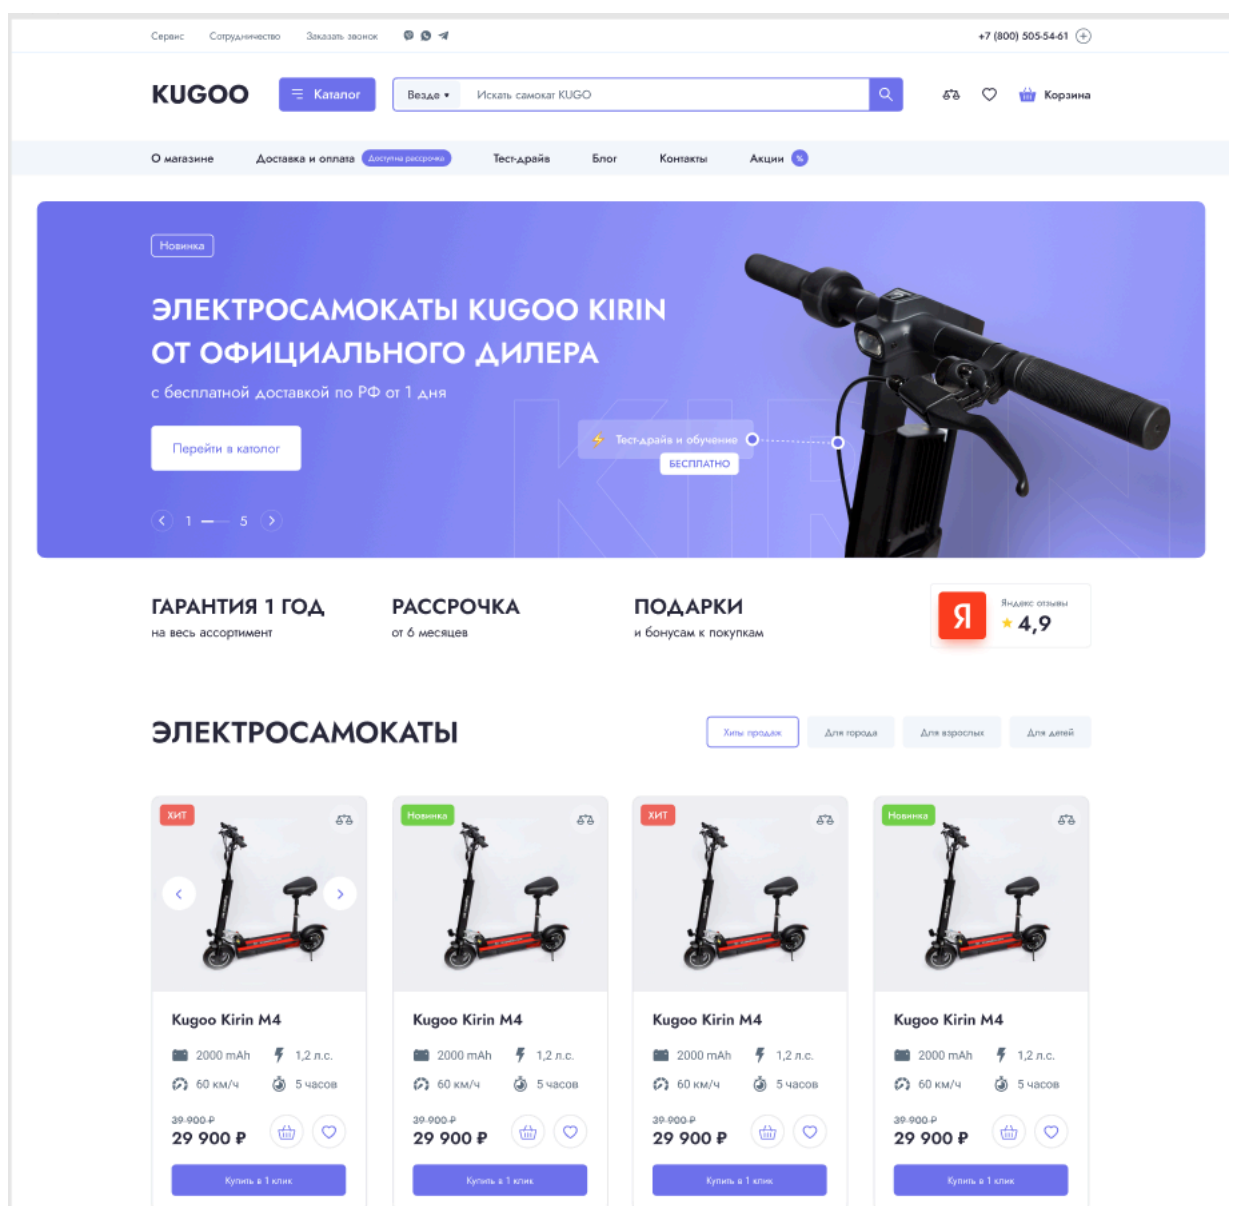 Сервис Сотрудничество Заказать звонок +7 (800) 505-54-61
KUGOO Каталог Везде Искать самокат KUGO Корзина
О магазине Доставка и оплата Доступна рассрочка Тест-драйв Блог Контакты Акции %
Новинка
ЭЛЕКТРОСАМОКАТЫ KUGOO KIRIN
ОТ ОФИЦИАЛЬНОГО ДИЛЕРА
с бесплатной доставкой по РФ от 1 дня
Перейти в католог
Тест-драйв и обучение
БЕСПЛАТНО
KIRIN
1 5
ГАРАНТИЯ 1 ГОД
на весь ассортимент
РАССРОЧКА
от 6 месяцев
ПОДАРКИ
и бонусам к покупкам
Я
Яндекс отзывы
4,9
ЭЛЕКТРОСАМОКАТЫ
Хиты продаж Для города Для взрослых Для детей
ХИТ Новинка ХИТ Новинка
Kugoo Kirin M4 Kugoo Kirin M4 Kugoo Kirin M4 Kugoo Kirin M4
2000 mAh 1,2 л.с. 2000 mAh 1,2 л.с. 2000 mAh 1,2 л.с. 2000 mAh 1,2 л.с.
60 км/ч 5 часов 60 км/ч 5 часов 60 км/ч 5 часов 60 км/ч 5 часов
39 900 ₽ 39 900 ₽ 39 900 ₽ 39 900 ₽
29 900 ₽ 29 900 ₽ 29 900 ₽ 29 900 ₽
Купить в 1 клик Купить в 1 клик Купить в 1 клик Купить в 1 клик